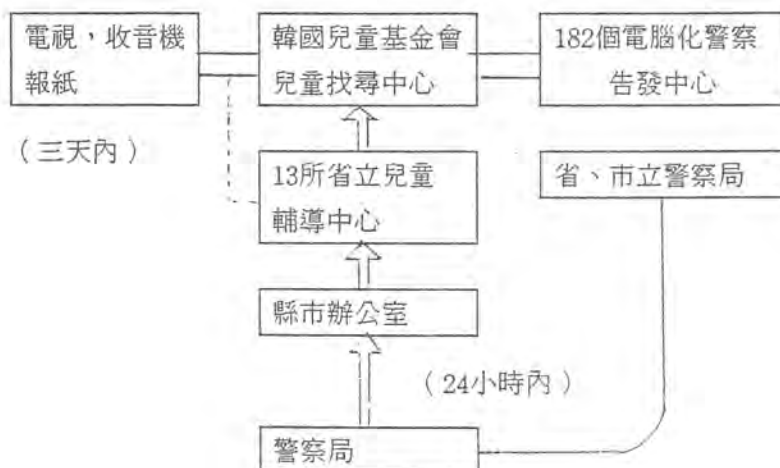 電視，收音機
報紙
韓國兒童基金會
兒童找尋中心
182個電腦化警察
告發中心
（三天內）
13所省立兒童
輔導中心
省、市立警察局
縣市辦公室
（24小時內）
警察局